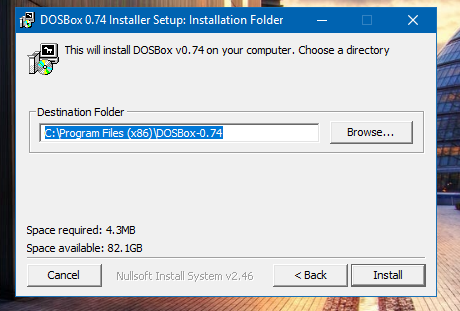 DOSBox 0.74 Installer Setup: Installation Folder
This will install DOSBox v0.74 on your computer. Choose a directory
Destination Folder
C:\Program Files (x86)\DOSBox-0.74
Browse...
Space required: 4.3MB
Space available: 82.1GB
Cancel
Nullsoft Install System v2.46
< Back
Install